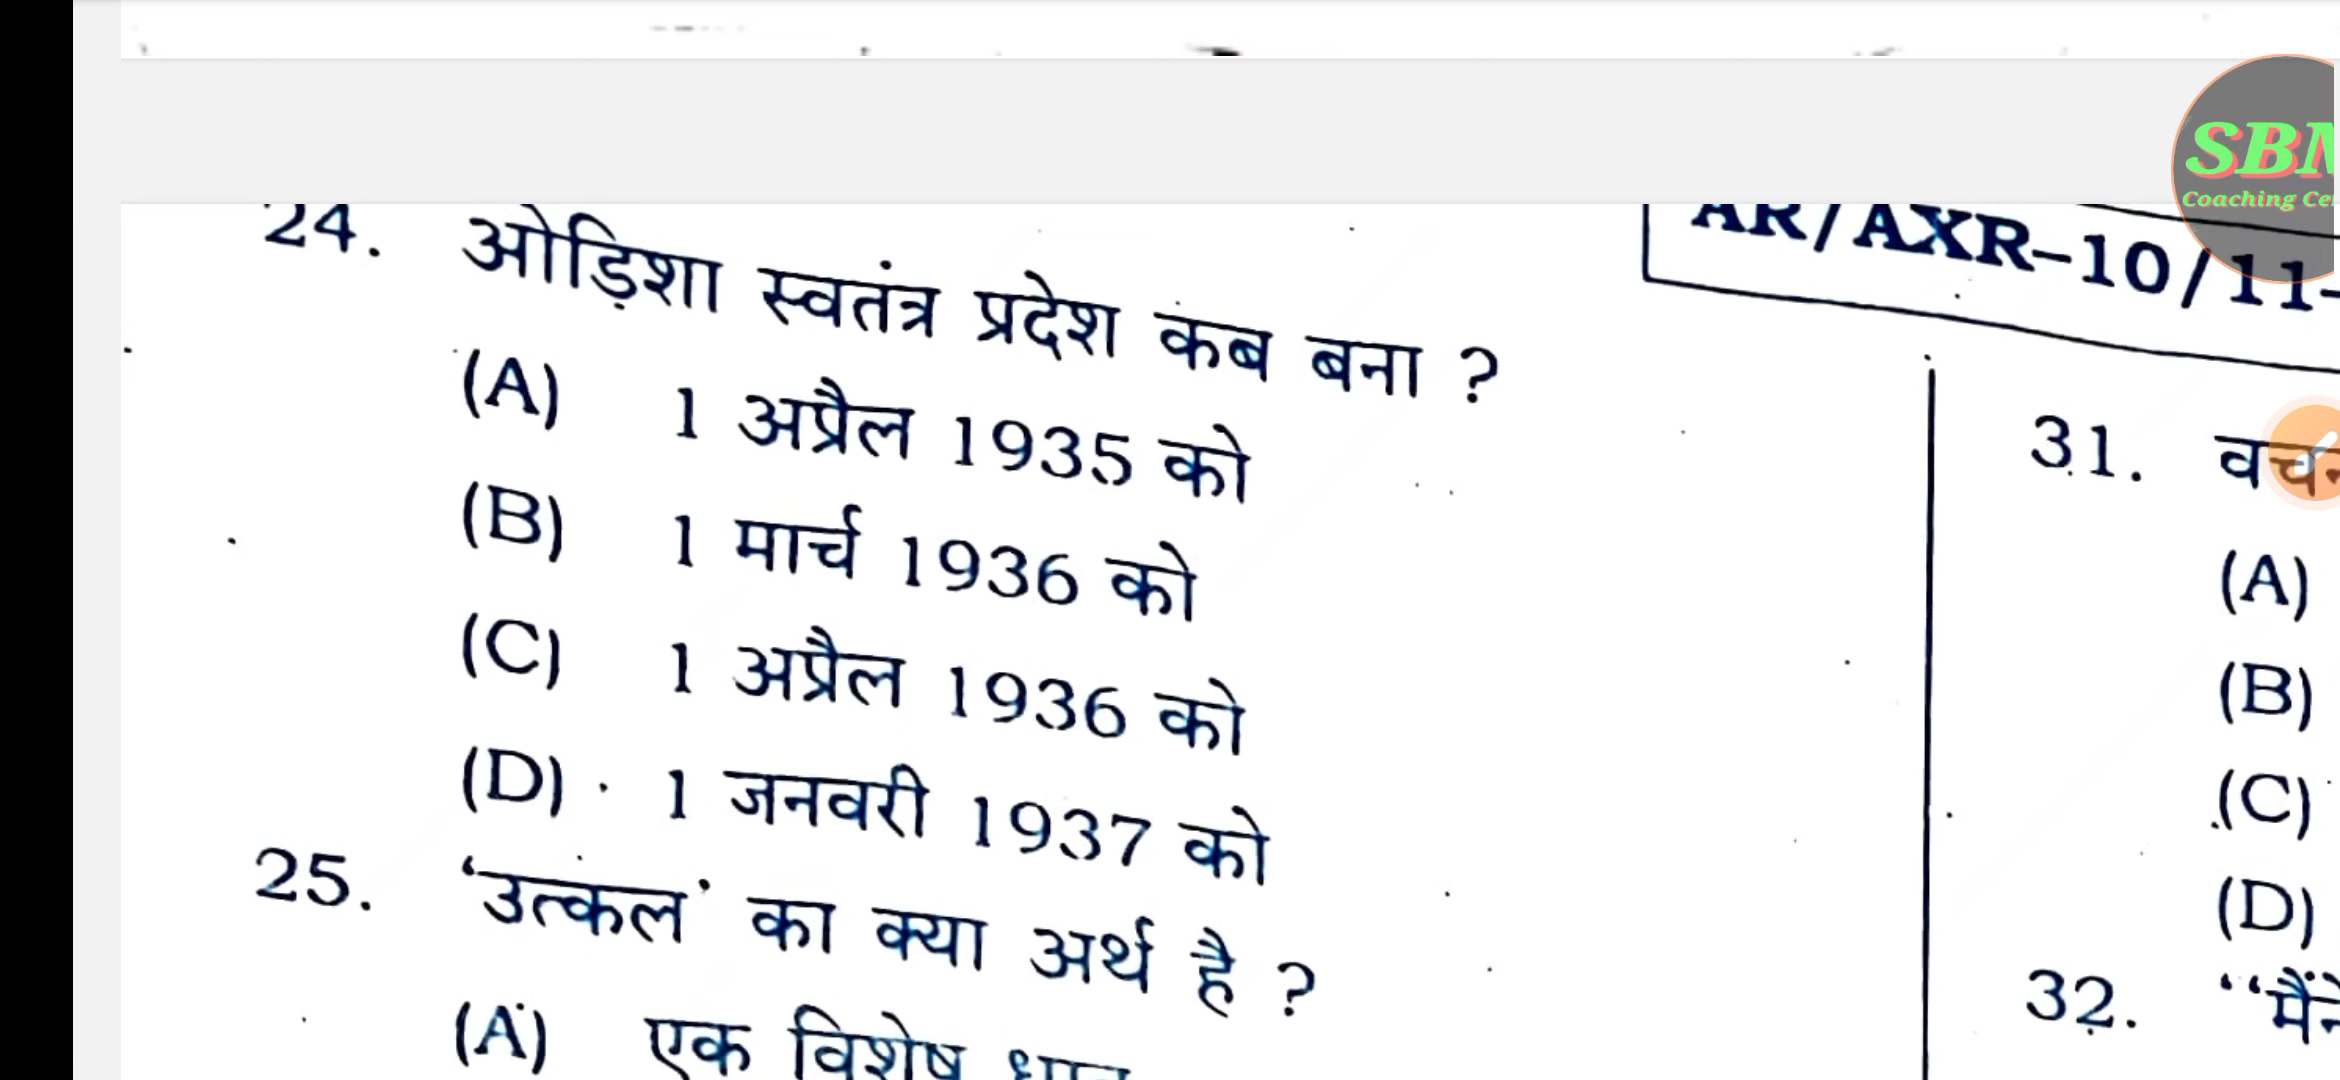 24. ओड़िशा स्वतंत्र प्रदेश कब बना ?
(A) 1 अप्रैल 1935 को
(B) 1 मार्च 1936 को
(C) 1 अप्रैल 1936 को
(D) 1 जनवरी 1937 को
25. ‘उत्कल’ का क्या अर्थ है ?
(A) एक विशेष
AR/AXR–10/11-
31.
(A)
(B)
(C)
(D)
32.
Coaching